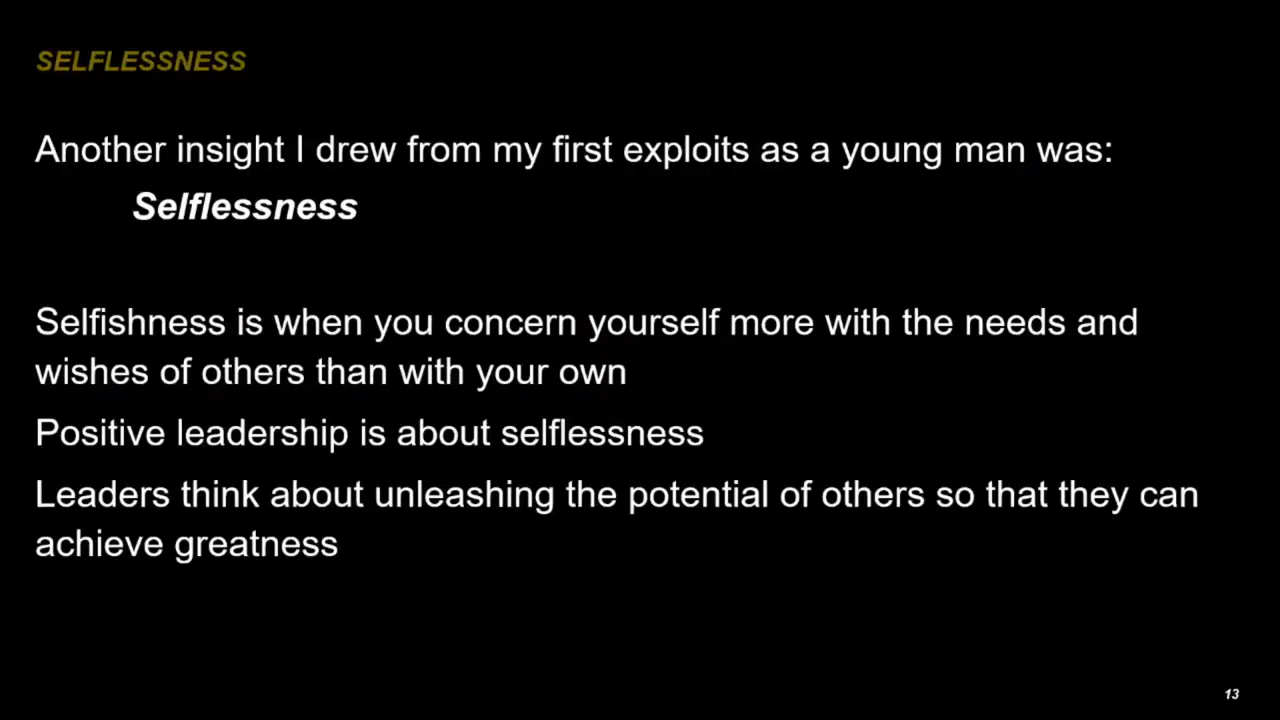 SELFLESSNESS
Another insight I drew from my first exploits as a young man was:
Selflessness
Selfishness is when you concern yourself more with the needs and
wishes of others than with your own
Positive leadership is about selflessness
Leaders think about unleashing the potential of others so that they can
achieve greatness
13